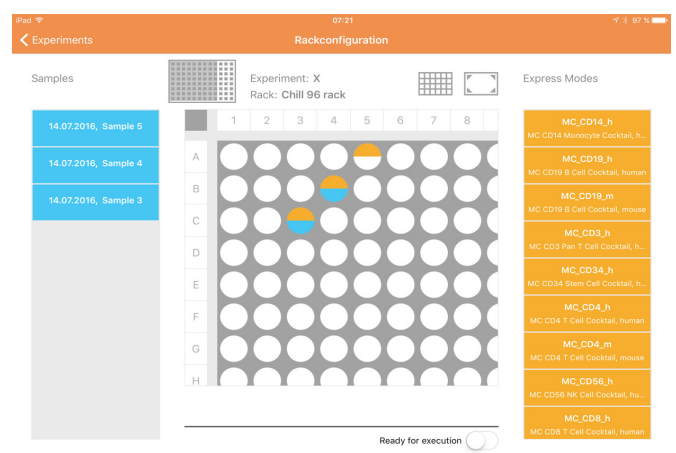 iPad 07:21 97 %
Experiments Rackconfiguration
Samples
Experiment: X
Rack: Chill 96 rack
Express Modes
14.07.2016, Sample 5
14.07.2016, Sample 4
14.07.2016, Sample 3
1 2 3 4 5 6 7 8
A
B
C
D
E
F
G
H
MC_CD14_h
MC CD14 Monocyte Cocktail, h...
MC_CD19_h
MC CD19 B Cell Cocktail, human
MC_CD19_m
MC CD19 B Cell Cocktail, mouse
MC_CD3_h
MC CD3 Pan T Cell Cocktail, h...
MC_CD34_h
MC CD34 Stem Cell Cocktail, h...
MC_CD4_h
MC CD4 T Cell Cocktail, human
MC_CD4_m
MC CD4 T Cell Cocktail, mouse
MC_CD56_h
MC CD56 NK Cell Cocktail, hu...
MC_CD8_h
MC CD8 T Cell Cocktail, human
Ready for execution